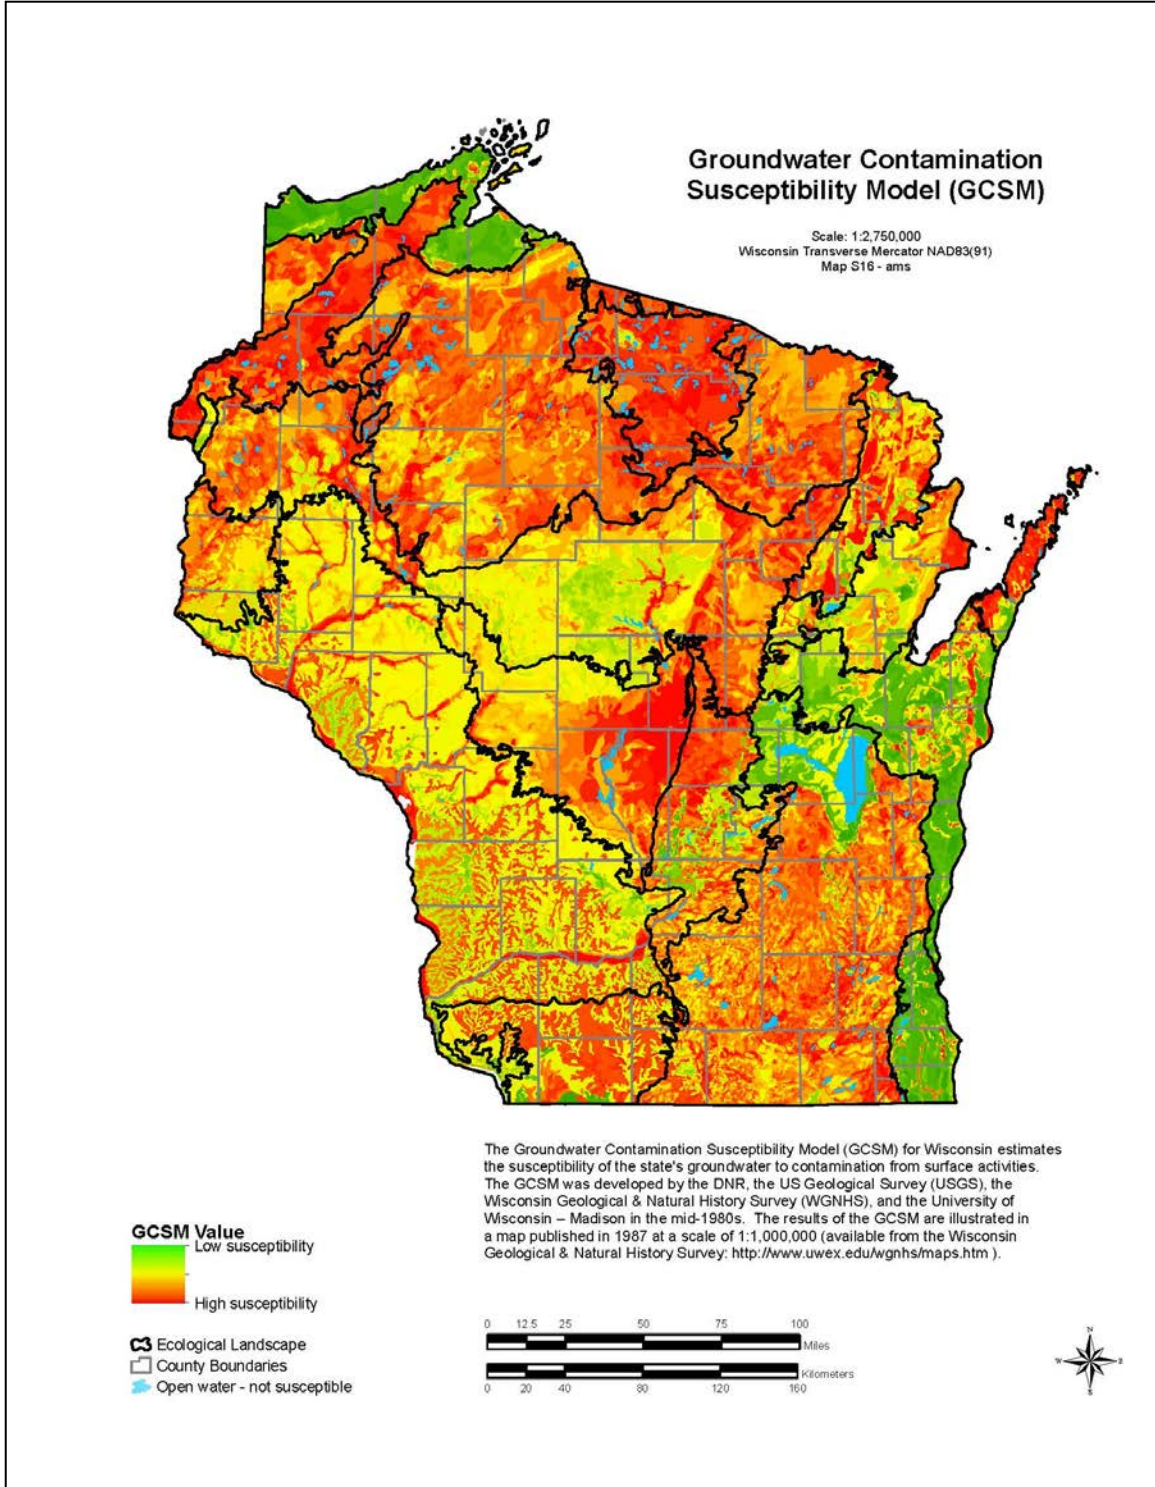 Groundwater Contamination
Susceptibility Model (GCSM)
Scale: 1:2,750,000
Wisconsin Transverse Mercator NAD83(91)
Map S16 - ams
The Groundwater Contamination Susceptibility Model (GCSM) for Wisconsin estimates
the susceptibility of the state's groundwater to contamination from surface activities.
The GCSM was developed by the DNR, the US Geological Survey (USGS), the
Wisconsin Geological & Natural History Survey (WGNHS), and the University of
Wisconsin – Madison in the mid-1980s. The results of the GCSM are illustrated in
a map published in 1987 at a scale of 1:1,000,000 (available from the Wisconsin
Geological & Natural History Survey: http://www.uwex.edu/wgnhs/maps.htm ).
GCSM Value
Low susceptibility
High susceptibility
Ecological Landscape
County Boundaries
Open water - not susceptible
0 12.5 25 50 75 100
Miles
Kilometers
0 20 40 80 120 160
N
W E
S